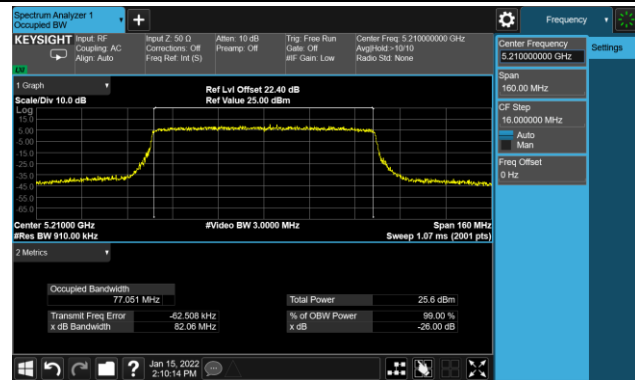 Spectrum Analyzer 1
Occupied BW
+
Frequency
KEYSIGHT
Input: RF
Coupling: AC
Align: Auto
Input Z: 50 Ω
Corrections: Off
Freq Ref: Int (S)
Atten: 10 dB
Preamp: Off
Trig: Free Run
Gate: Off
#IF Gain: Low
Center Freq: 5.210000000 GHz
Avg|Hold:>10/10
Radio Std: None
Center Frequency
5.210000000 GHz
Settings
Span
160.00 MHz
CF Step
16.000000 MHz
Auto
Man
Freq Offset
0 Hz
1 Graph
Scale/Div 10.0 dB
Ref Lvl Offset 22.40 dB
Ref Value 25.00 dBm
Log
15.0
5.00
-5.00
-15.0
-25.0
-35.0
-45.0
-55.0
-65.0
Center 5.21000 GHz
#Video BW 3.0000 MHz
Span 160 MHz
#Res BW 910.00 kHz
Sweep 1.07 ms (2001 pts)
2 Metrics
Occupied Bandwidth
77.051 MHz
Total Power 25.6 dBm
Transmit Freq Error -62.508 kHz
% of OBW Power 99.00 %
x dB Bandwidth 82.06 MHz
x dB -26.00 dB
?
Jan 15, 2022
2:10:14 PM